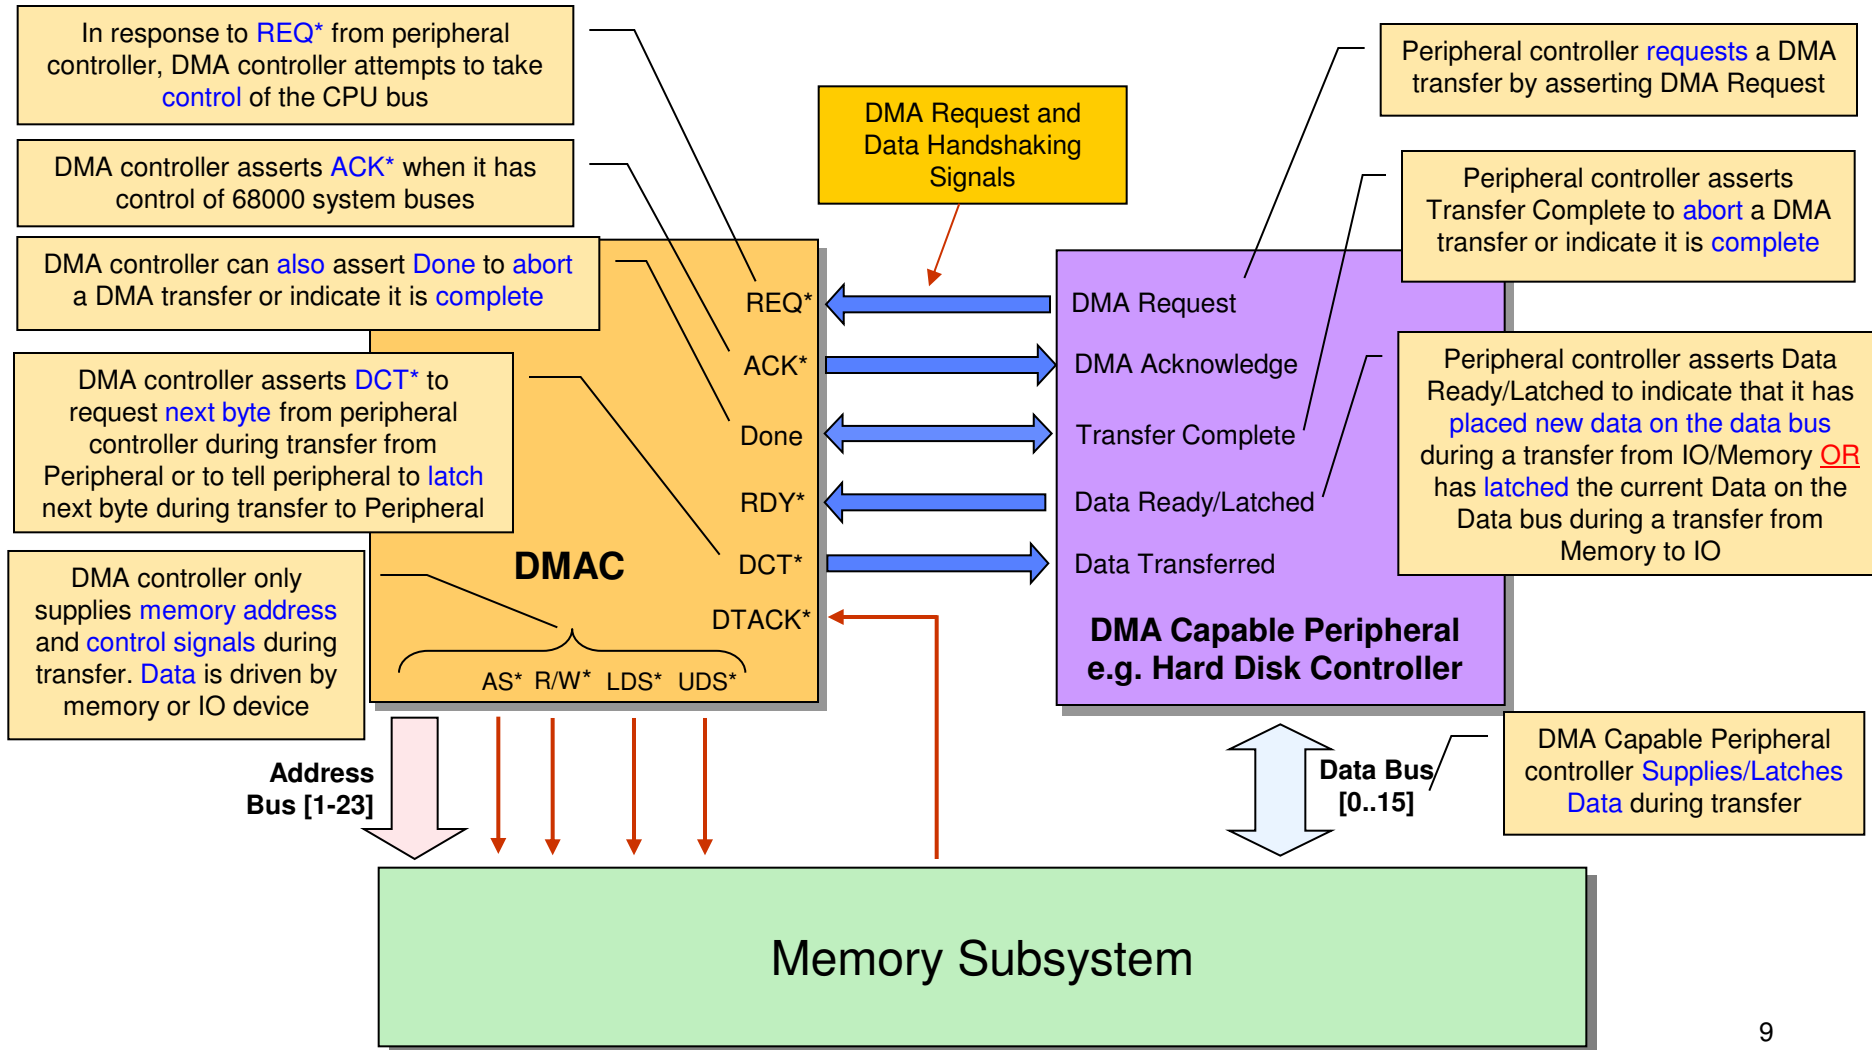 In response to REQ* from peripheral
controller, DMA controller attempts to take
control of the CPU bus
DMA controller asserts ACK* when it has
control of 68000 system buses
DMA controller can also assert Done to abort
a DMA transfer or indicate it is complete
DMA controller asserts DCT* to
request next byte from peripheral
controller during transfer from
Peripheral or to tell peripheral to latch
next byte during transfer to Peripheral
DMA controller only
supplies memory address
and control signals during
transfer. Data is driven by
memory or IO device
DMA Request and
Data Handshaking
Signals
Peripheral controller requests a DMA
transfer by asserting DMA Request
Peripheral controller asserts
Transfer Complete to abort a DMA
transfer or indicate it is complete
Peripheral controller asserts Data
Ready/Latched to indicate that it has
placed new data on the data bus
during a transfer from IO/Memory OR
has latched the current Data on the
Data bus during a transfer from
Memory to IO
DMA Capable Peripheral
controller Supplies/Latches
Data during transfer
REQ*
ACK*
Done
RDY*
DCT*
DTACK*
DMAC
AS* R/W* LDS* UDS*
DMA Request
DMA Acknowledge
Transfer Complete
Data Ready/Latched
Data Transferred
DMA Capable Peripheral
e.g. Hard Disk Controller
Address
Bus [1-23]
Data Bus
[0..15]
Memory Subsystem
9